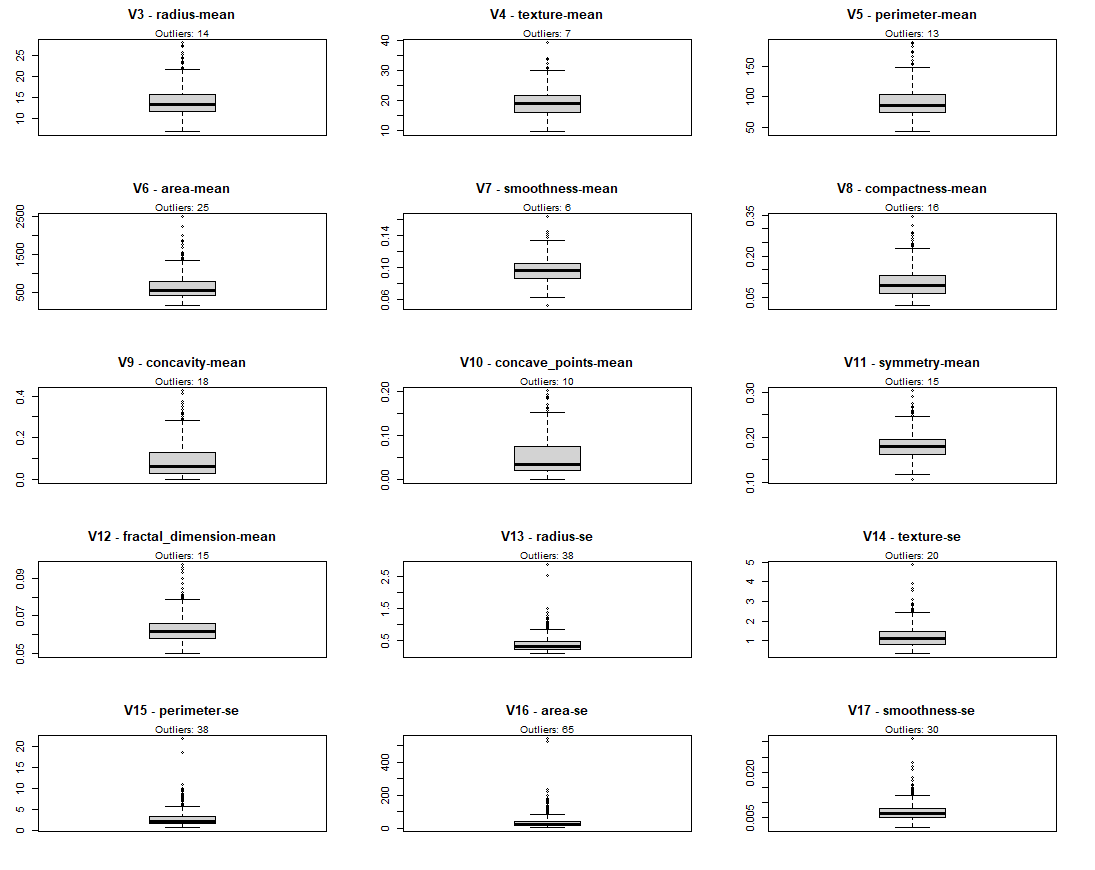 V3 - radius-mean
Outliers: 14
10 15 20 25
V4 - texture-mean
Outliers: 7
10 20 30 40
V5 - perimeter-mean
Outliers: 13
50 100 150
V6 - area-mean
Outliers: 25
500 1500 2500
V7 - smoothness-mean
Outliers: 6
0.06 0.10 0.14
V8 - compactness-mean
Outliers: 16
0.05 0.20 0.35
V9 - concavity-mean
Outliers: 18
0.0 0.2 0.4
V10 - concave_points-mean
Outliers: 10
0.00 0.10 0.20
V11 - symmetry-mean
Outliers: 15
0.10 0.20 0.30
V12 - fractal_dimension-mean
Outliers: 15
0.05 0.07 0.09
V13 - radius-se
Outliers: 38
0.5 1.5 2.5
V14 - texture-se
Outliers: 20
1 2 3 4 5
V15 - perimeter-se
Outliers: 38
0 5 10 15 20
V16 - area-se
Outliers: 65
0 200 400
V17 - smoothness-se
Outliers: 30
0.005 0.020